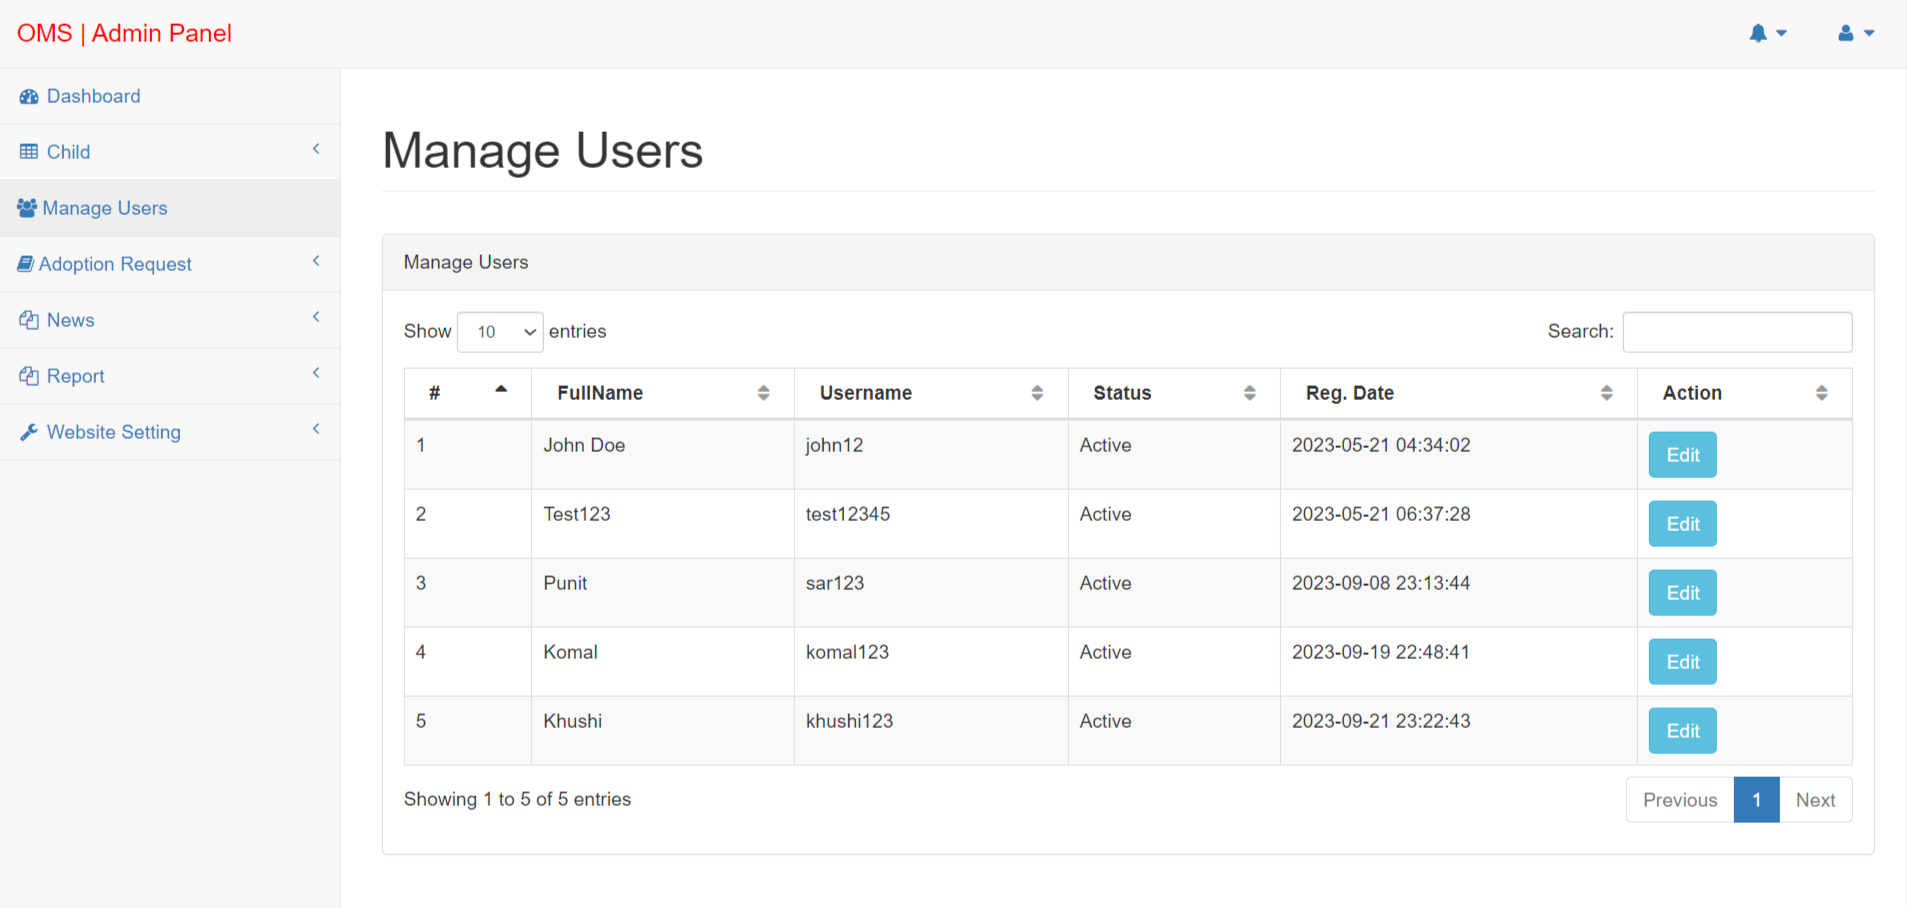 OMS | Admin Panel
Dashboard
Child
Manage Users
Adoption Request
News
Report
Website Setting
Manage Users
Manage Users
Show 10 entries
Search:
# FullName Username Status Reg. Date Action
1 John Doe john12 Active 2023-05-21 04:34:02 Edit
2 Test123 test12345 Active 2023-05-21 06:37:28 Edit
3 Punit sar123 Active 2023-09-08 23:13:44 Edit
4 Komal komal123 Active 2023-09-19 22:48:41 Edit
5 Khushi khushi123 Active 2023-09-21 23:22:43 Edit
Showing 1 to 5 of 5 entries
Previous 1 Next